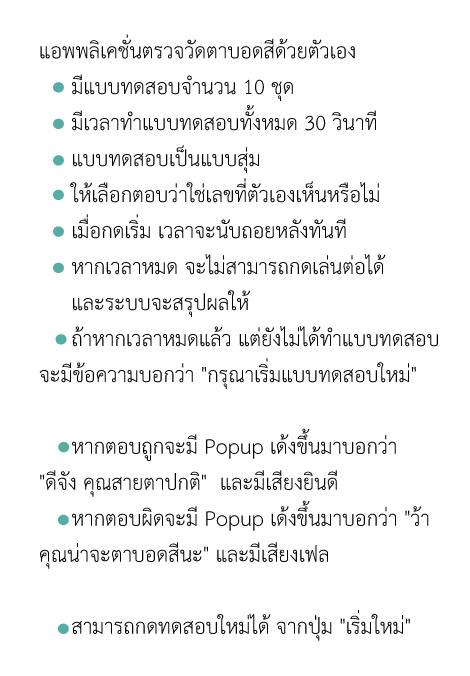 แอพพลิเคชั่นตรวจวัดตาบอดสีด้วยตัวเอง
● มีแบบทดสอบจำนวน 10 ชุด
● มีเวลาทำแบบทดสอบทั้งหมด 30 วินาที
● แบบทดสอบเป็นแบบสุ่ม
● ให้เลือกตอบว่าใช่เลขที่ตัวเองเห็นหรือไม่
● เมื่อกดเริ่ม เวลาจะนับถอยหลังทันที
● หากเวลาหมด จะไม่สามารถกดเล่นต่อได้
และระบบจะสรุปผลให้
● ถ้าหากเวลาหมดแล้ว แต่ยังไม่ได้ทำแบบทดสอบ
จะมีข้อความบอกว่า "กรุณาเริ่มแบบทดสอบใหม่"
● หากตอบถูกจะมี Popup เด้งขึ้นมาบอกว่า
"ดีจัง คุณสายตาปกติ" และมีเสียงยินดี
● หากตอบผิดจะมี Popup เด้งขึ้นมาบอกว่า "ว้า
คุณน่าจะตาบอดสีนะ" และมีเสียงเฟล
● สามารถกดทดสอบใหม่ได้ จากปุ่ม "เริ่มใหม่"